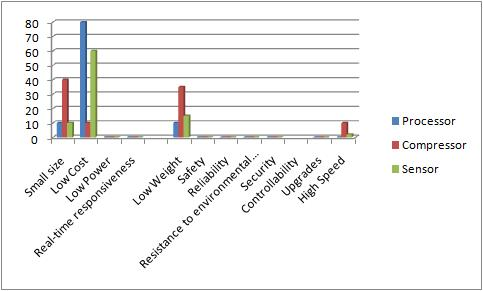 80
70
60
50
40
30
20
10
0
Small size
Low Cost
Low Power
Real-time responsiveness
Low Weight
Safety
Reliability
Resistance to environmental...
Security
Controllability
Upgrades
High Speed
Processor
Compressor
Sensor